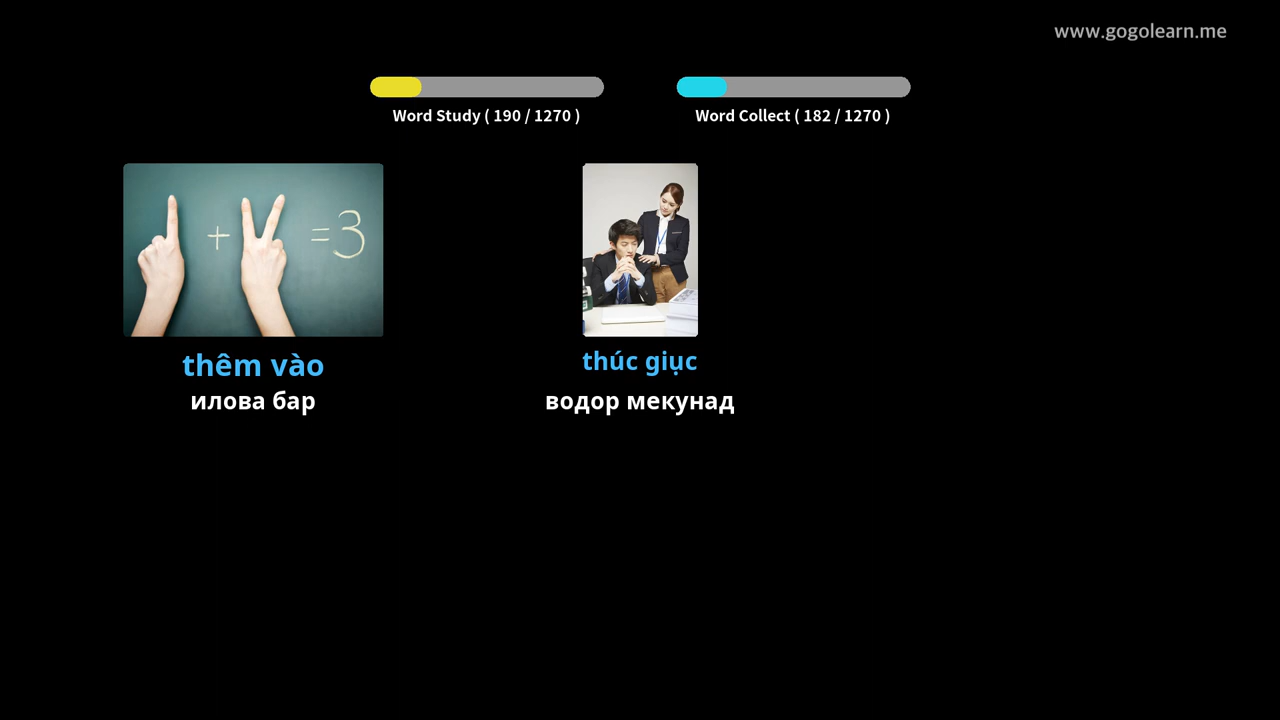 www.gogolearn.me
Word Study ( 190 / 1270 )
Word Collect ( 182 / 1270 )
+ = 3
thêm vào
илова бар
thúc giục
водор мекунад